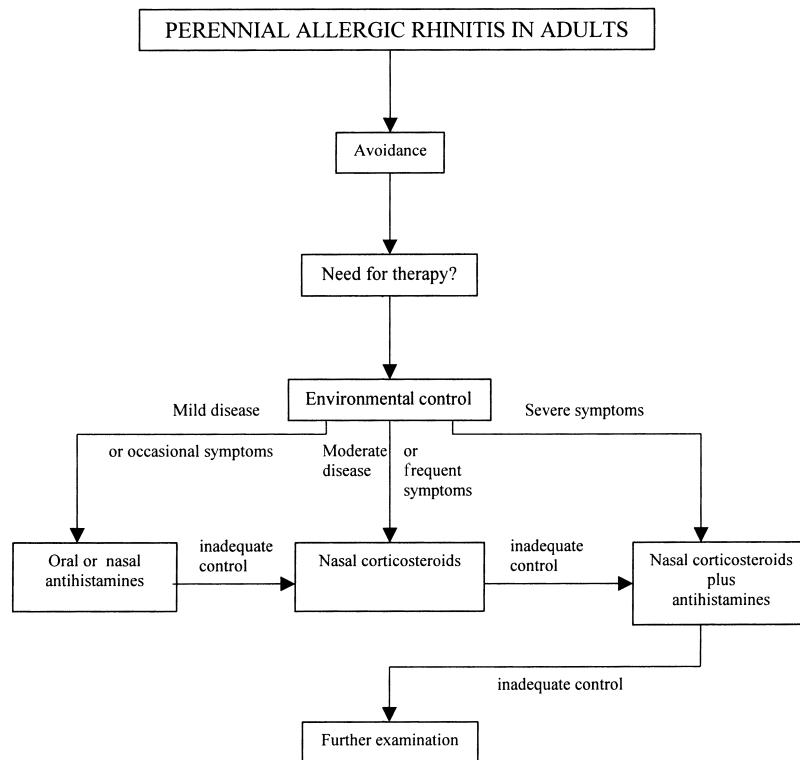 PERENNIAL ALLERGIC RHINITIS IN ADULTS
Avoidance
Need for therapy?
Environmental control
Mild disease
or occasional symptoms
Moderate
disease
or
frequent
symptoms
Severe symptoms
Oral or nasal
antihistamines
inadequate
control
Nasal corticosteroids
inadequate
control
Nasal corticosteroids
plus
antihistamines
inadequate control
Further examination